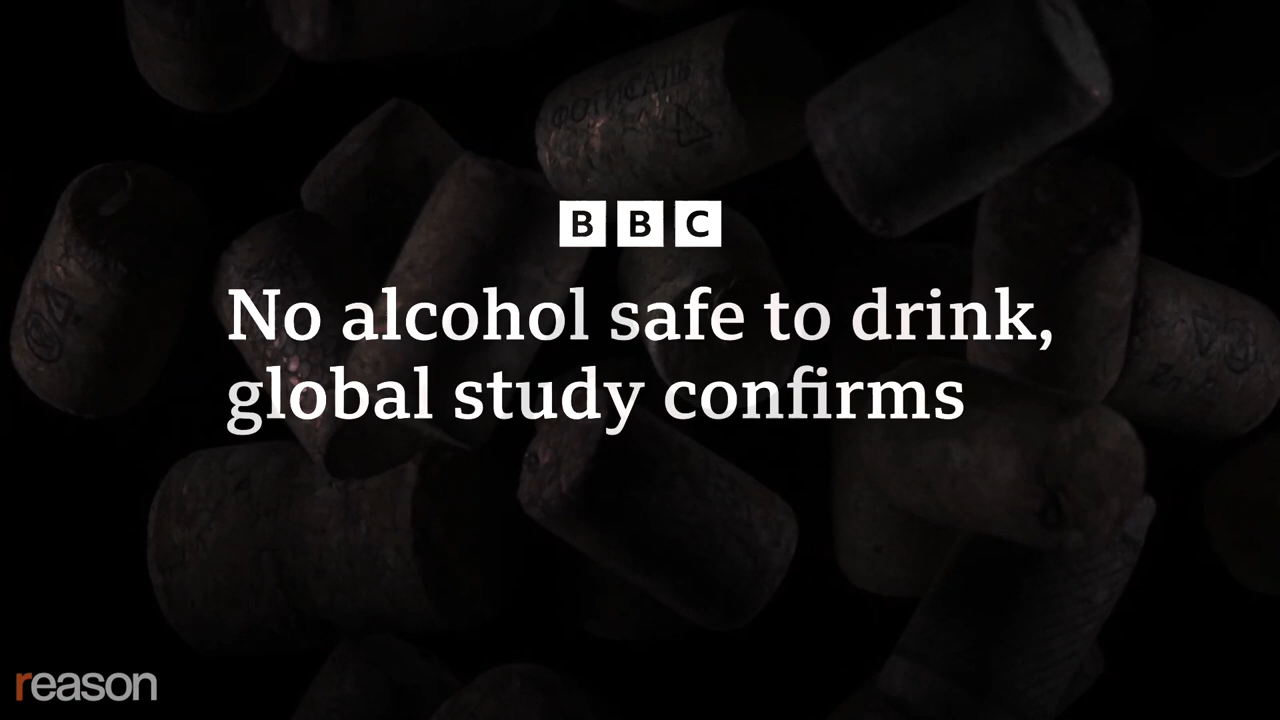 BBC
No alcohol safe to drink,
global study confirms
reason